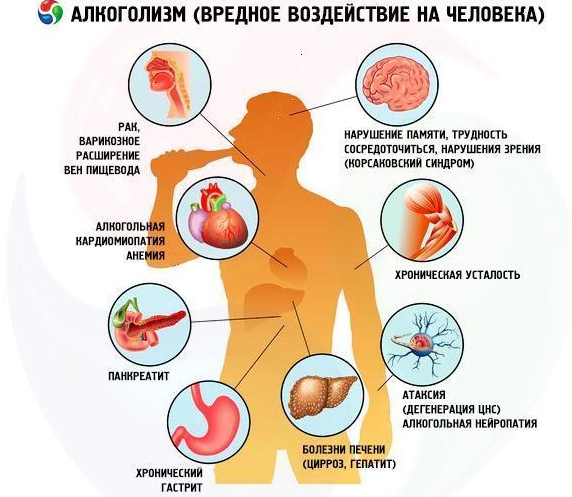 АЛКОГОЛИЗМ (ВРЕДНОЕ ВОЗДЕЙСТВИЕ НА ЧЕЛОВЕКА)
РАК,
ВАРИКОЗНОЕ
РАСШИРЕНИЕ
ВЕН ПИЩЕВОДА
НАРУШЕНИЕ ПАМЯТИ, ТРУДНОСТЬ
СОСРЕДОТОЧИТЬСЯ, НАРУШЕНИЯ ЗРЕНИЯ
(КОРСАКОВСКИЙ СИНДРОМ)
АЛКОГОЛЬНАЯ
КАРДИОМИОПАТИЯ
АНЕМИЯ
ХРОНИЧЕСКАЯ УСТАЛОСТЬ
ПАНКРЕАТИТ
АТАКСИЯ
(ДЕГЕНЕРАЦИЯ ЦНС)
АЛКОГОЛЬНАЯ НЕЙРОПАТИЯ
БОЛЕЗНИ ПЕЧЕНИ
(ЦИРРОЗ, ГЕПАТИТ)
ХРОНИЧЕСКИЙ
ГАСТРИТ